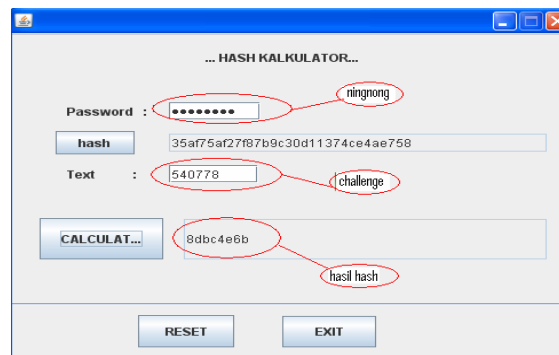 ... HASH KALKULATOR...
ningnong
Password : ●●●●●●●●
hash 35af75af27f87b9c30d11374ce4ae758
Text : 540778
challenge
CALCULAT... 8dbc4e6b
hasil hash
RESET EXIT